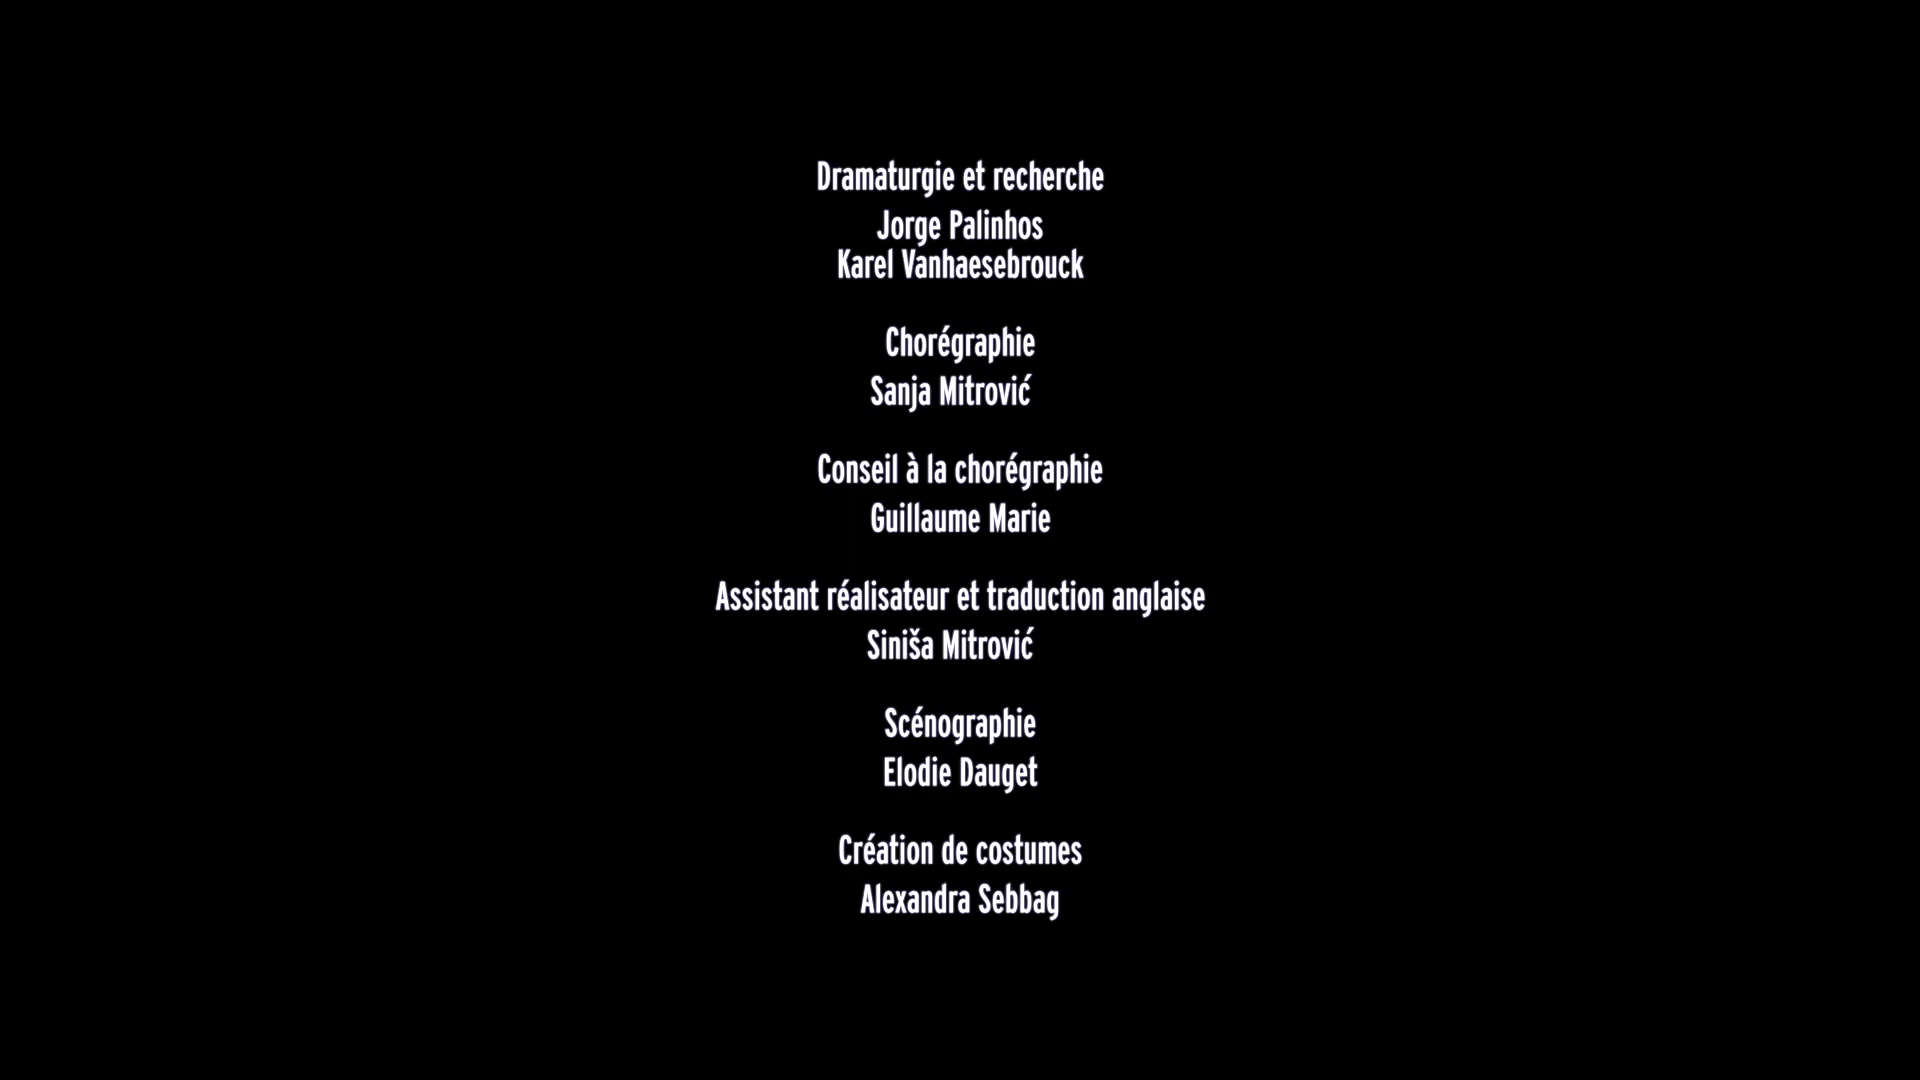 Dramaturgie et recherche
Jorge Palinhos
Karel Vanhaesebrouck
Chorégraphie
Sanja Mitrović
Conseil à la chorégraphie
Guillaume Marie
Assistant réalisateur et traduction anglaise
Siniša Mitrović
Scénographie
Elodie Dauget
Création de costumes
Alexandra Sebbag